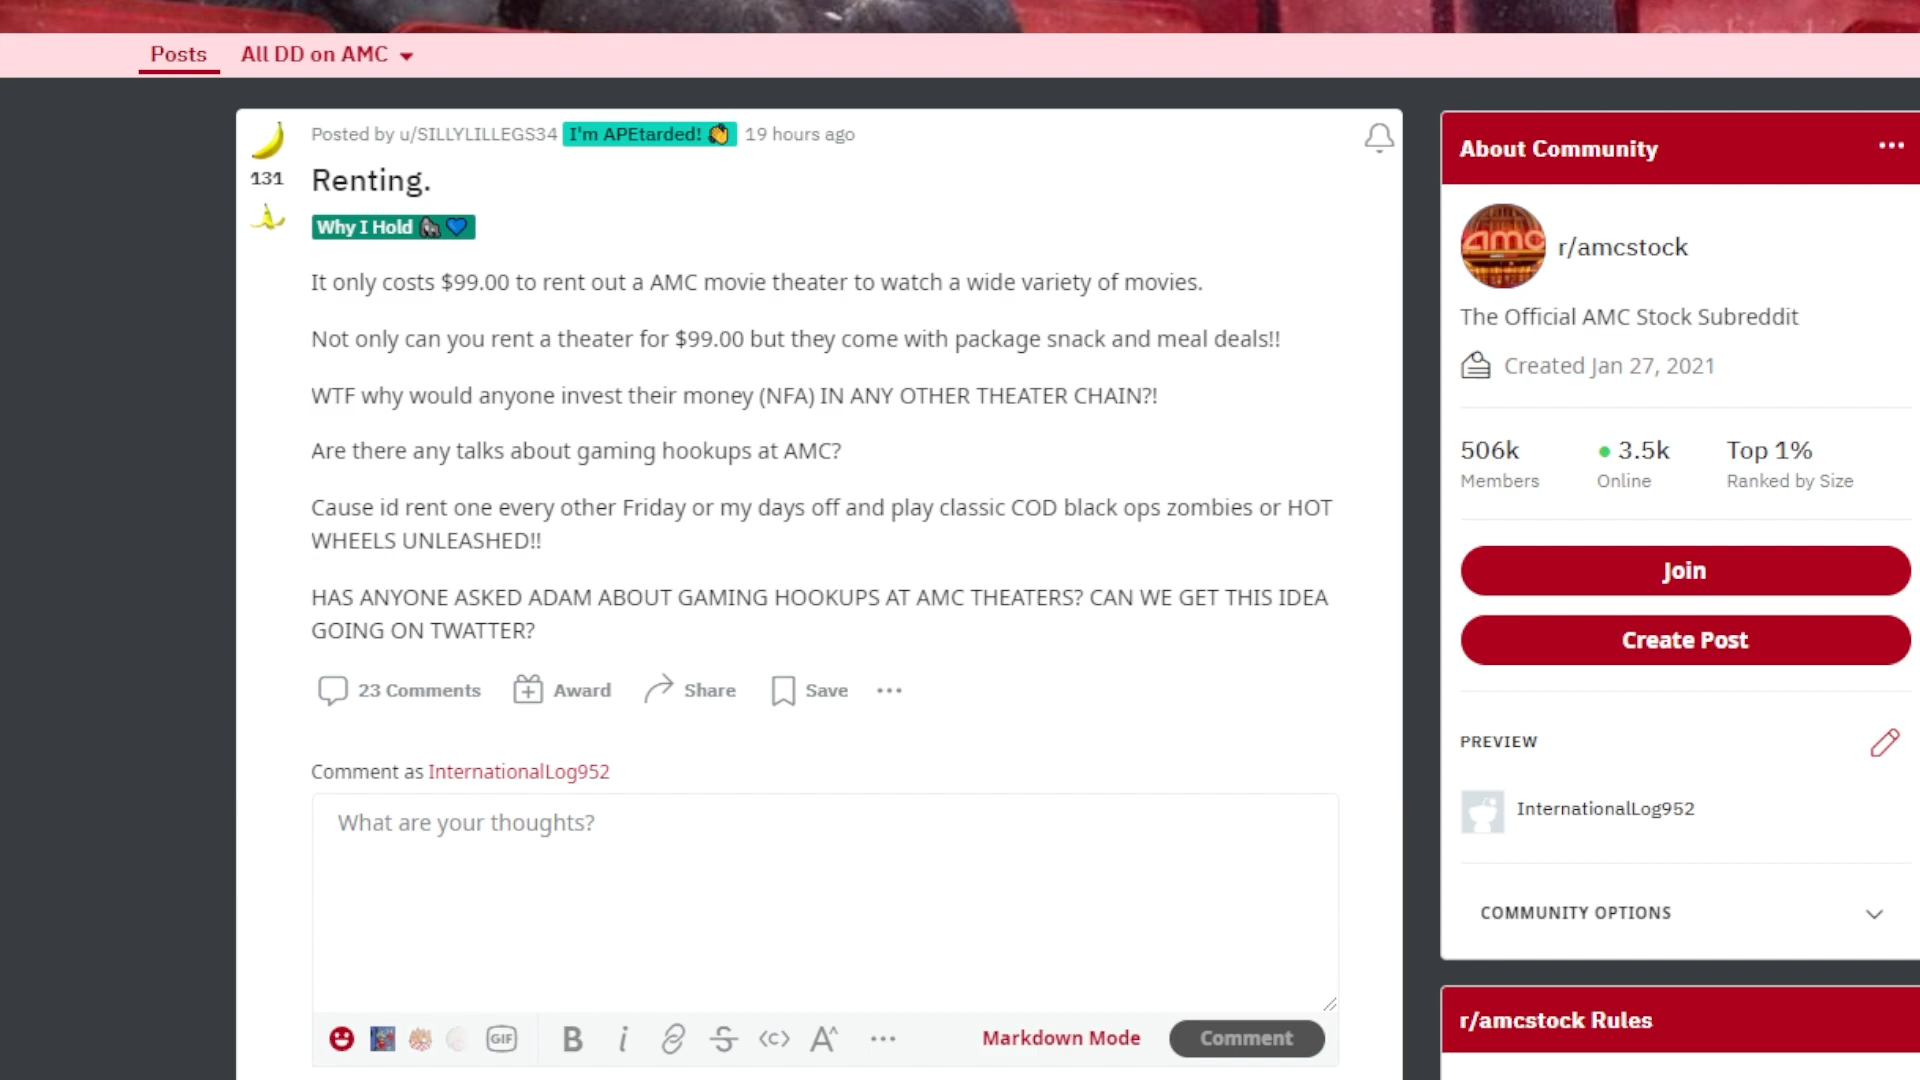 Posts All DD on AMC
Posted by u/SILLYLILLEGS34 I'm APEtarded! 19 hours ago
131
Renting.
Why I Hold
It only costs $99.00 to rent out a AMC movie theater to watch a wide variety of movies.
Not only can you rent a theater for $99.00 but they come with package snack and meal deals!!
WTF why would anyone invest their money (NFA) IN ANY OTHER THEATER CHAIN?!
Are there any talks about gaming hookups at AMC?
Cause id rent one every other Friday or my days off and play classic COD black ops zombies or HOT
WHEELS UNLEASHED!!
HAS ANYONE ASKED ADAM ABOUT GAMING HOOKUPS AT AMC THEATERS? CAN WE GET THIS IDEA
GOING ON TWATTER?
23 Comments Award Share Save
Comment as InternationalLog952
What are your thoughts?
GIF B i <c> A^ Markdown Mode Comment
About Community
amc
r/amcstock
The Official AMC Stock Subreddit
Created Jan 27, 2021
506k 3.5k Top 1%
Members Online Ranked by Size
Join
Create Post
PREVIEW
InternationalLog952
COMMUNITY OPTIONS
r/amcstock Rules